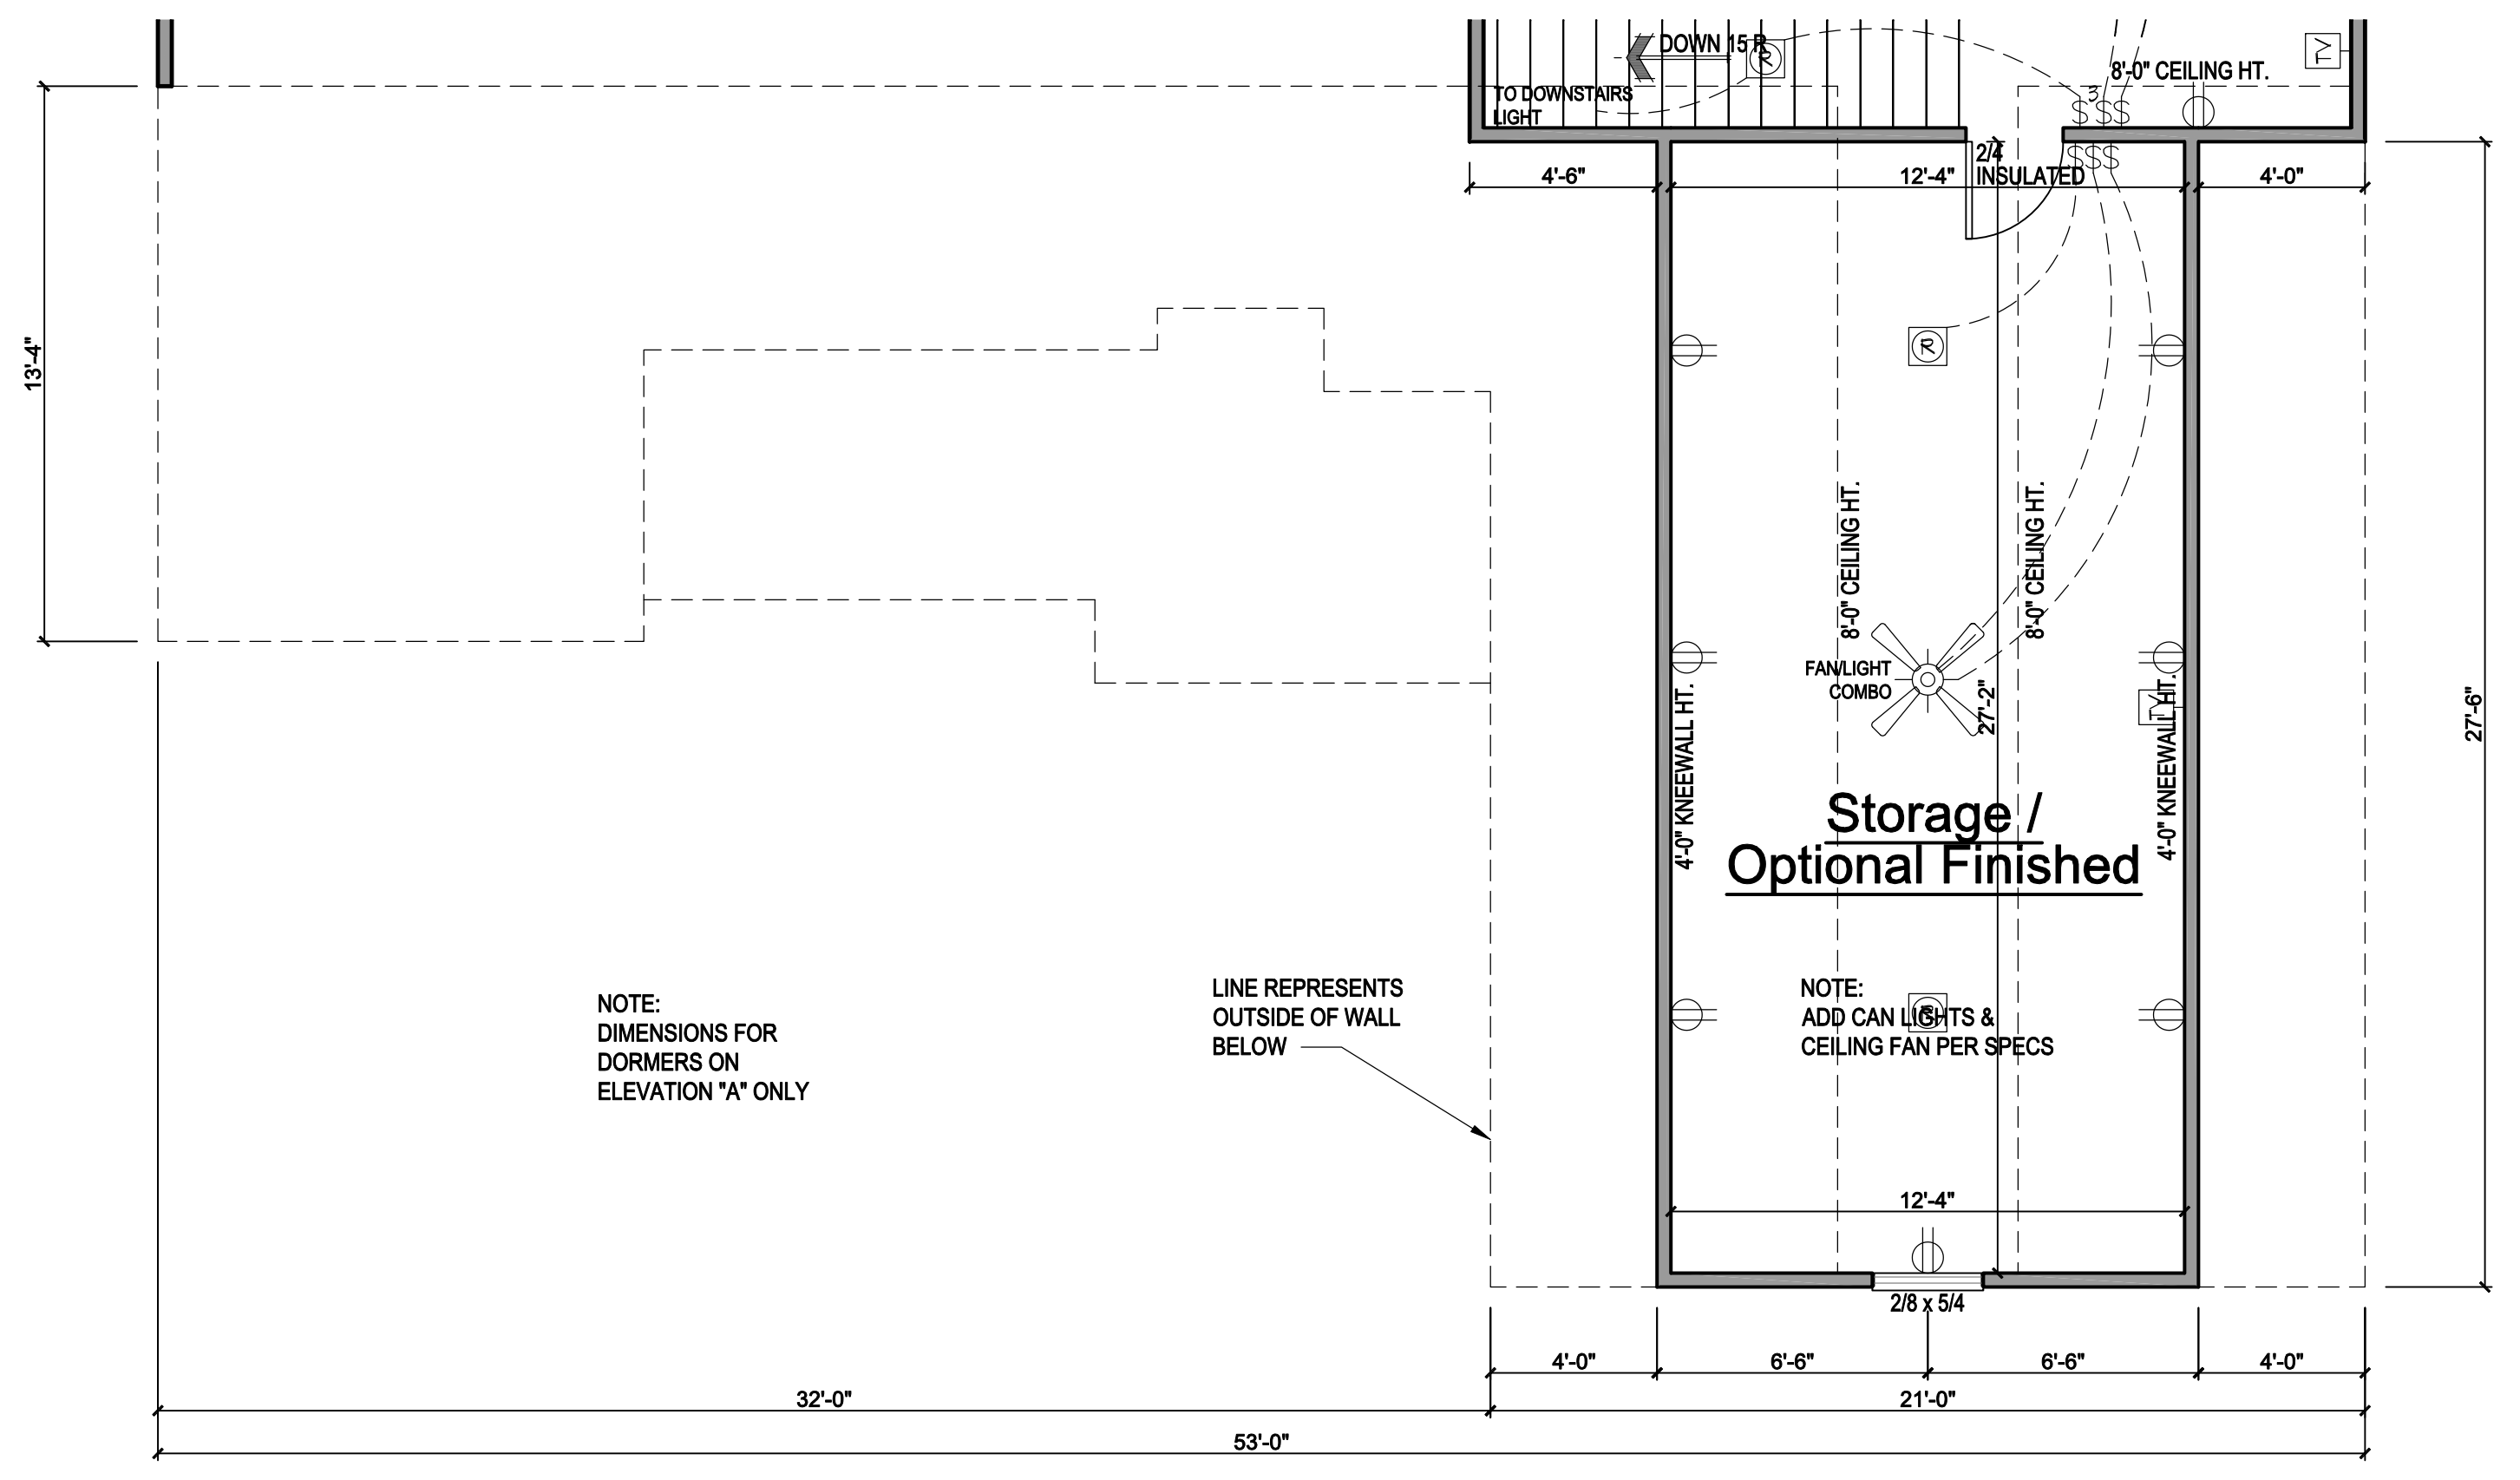 DOWN 15 R
TV
8'-0" CEILING HT.
TO DOWNSTAIRS
LIGHT
3
$ $ $
2/4
INSULATED
$ $ $
4'-6"
12'-4"
4'-0"
13'-4"
R
R
8'-0" CEILING HT.
8'-0" CEILING HT.
FAN/LIGHT
COMBO
27'-2"
27'-6"
TV
4'-0" KNEEWALL HT.
4'-0" KNEEWALL HT.
Storage /
Optional Finished
NOTE:
DIMENSIONS FOR
DORMERS ON
ELEVATION "A" ONLY
LINE REPRESENTS
OUTSIDE OF WALL
BELOW
NOTE:
ADD CAN LIGHTS &
CEILING FAN PER SPECS
R
12'-4"
2/8 x 5/4
4'-0"
6'-6"
6'-6"
4'-0"
32'-0"
21'-0"
53'-0"